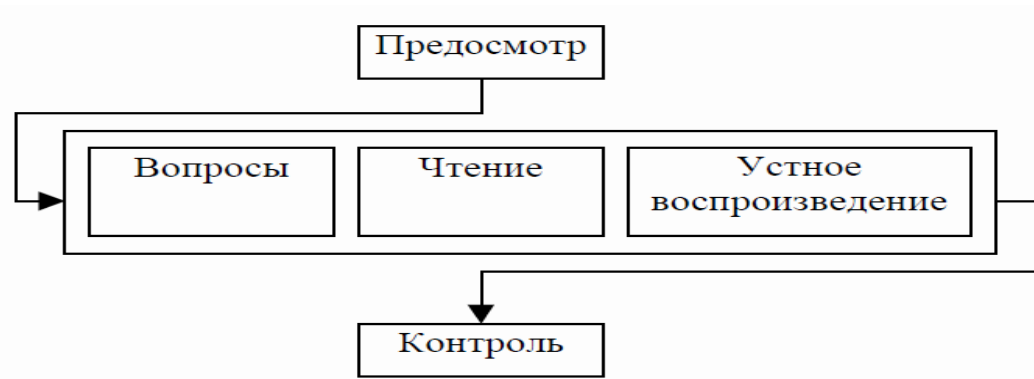 Предосмотр
Вопросы
Чтение
Устное
воспроизведение
Контроль